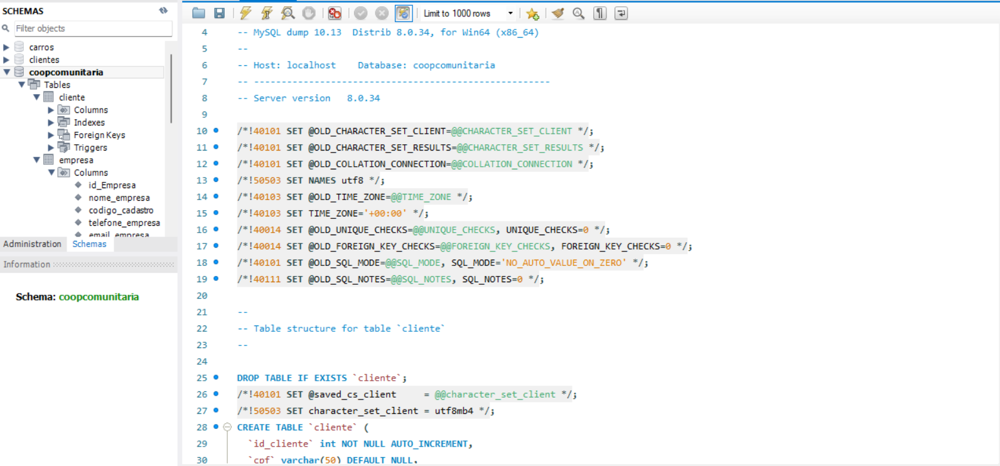 SCHEMAS
Filter objects
carros
clientes
coopcomunitaria
Tables
cliente
Columns
Indexes
Foreign Keys
Triggers
empresa
Columns
id_Empresa
nome_empresa
codigo_cadastro
telefone_empresa
email_empresa
Administration Schemas
Information
Schema: coopcomunitaria
Limit to 1000 rows
4 -- MySQL dump 10.13  Distrib 8.0.34, for Win64 (x86_64)
5 --
6 -- Host: localhost    Database: coopcomunitaria
7 -- ------------------------------------------------------
8 -- Server version   8.0.34
9
10 /*!40101 SET @OLD_CHARACTER_SET_CLIENT=@@CHARACTER_SET_CLIENT */;
11 /*!40101 SET @OLD_CHARACTER_SET_RESULTS=@@CHARACTER_SET_RESULTS */;
12 /*!40101 SET @OLD_COLLATION_CONNECTION=@@COLLATION_CONNECTION */;
13 /*!50503 SET NAMES utf8 */;
14 /*!40103 SET @OLD_TIME_ZONE=@@TIME_ZONE */;
15 /*!40103 SET TIME_ZONE='+00:00' */;
16 /*!40014 SET @OLD_UNIQUE_CHECKS=@@UNIQUE_CHECKS, UNIQUE_CHECKS=0 */;
17 /*!40014 SET @OLD_FOREIGN_KEY_CHECKS=@@FOREIGN_KEY_CHECKS, FOREIGN_KEY_CHECKS=0 */;
18 /*!40101 SET @OLD_SQL_MODE=@@SQL_MODE, SQL_MODE='NO_AUTO_VALUE_ON_ZERO' */;
19 /*!40111 SET @OLD_SQL_NOTES=@@SQL_NOTES, SQL_NOTES=0 */;
20
21 --
22 -- Table structure for table `cliente`
23 --
24
25 DROP TABLE IF EXISTS `cliente`;
26 /*!40101 SET @saved_cs_client     = @@character_set_client */;
27 /*!50503 SET character_set_client = utf8mb4 */;
28 CREATE TABLE `cliente` (
29 `id_cliente` int NOT NULL AUTO_INCREMENT,
30 `cpf` varchar(50) DEFAULT NULL,